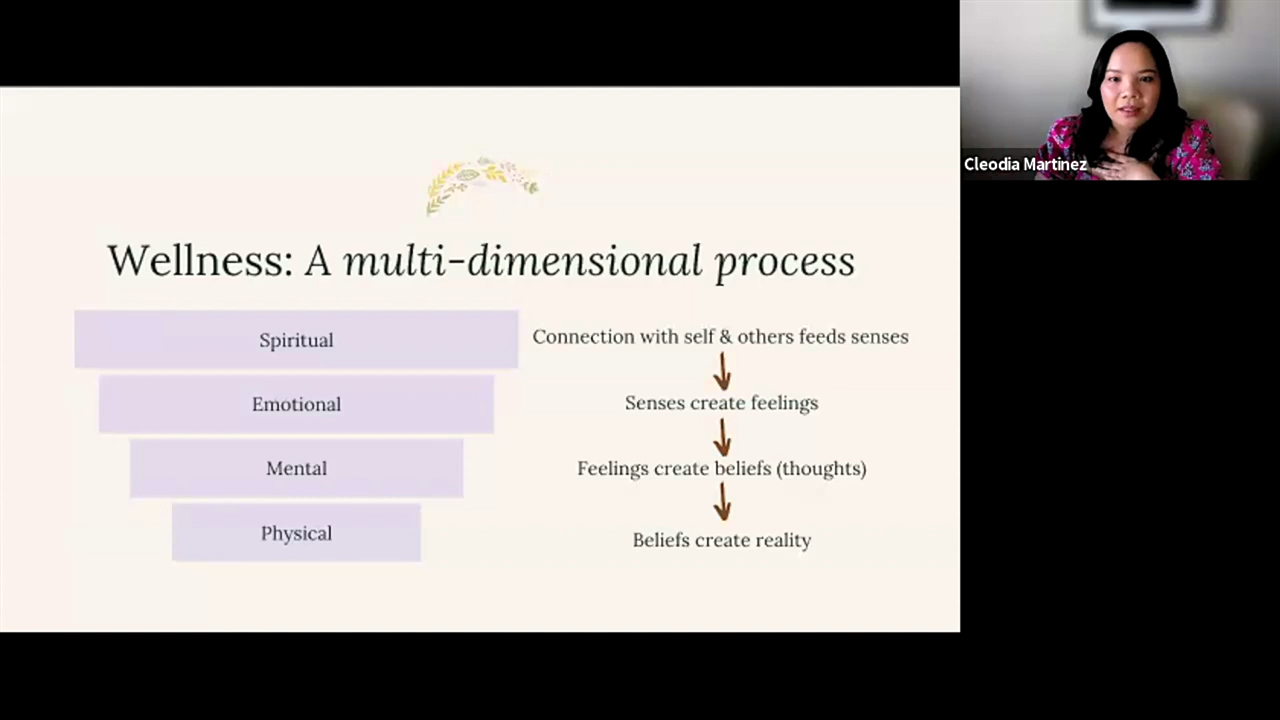 Cleodia Martinez
Wellness: A multi-dimensional process
Spiritual
Connection with self & others feeds senses
Emotional
Senses create feelings
Mental
Feelings create beliefs (thoughts)
Physical
Beliefs create reality